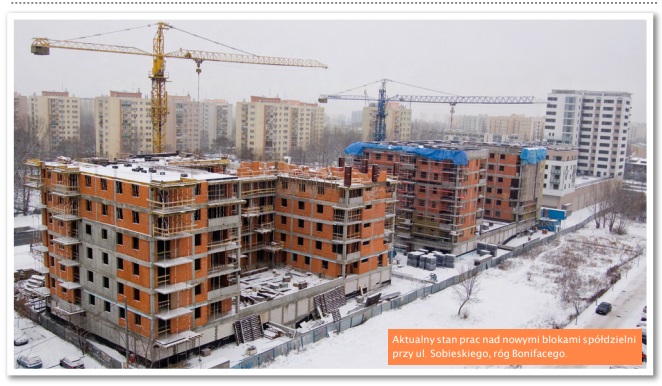 Aktualny stan prac nad nowymi blokami spółdzielni
przy ul. Sobieskiego, róg Bonifacego.